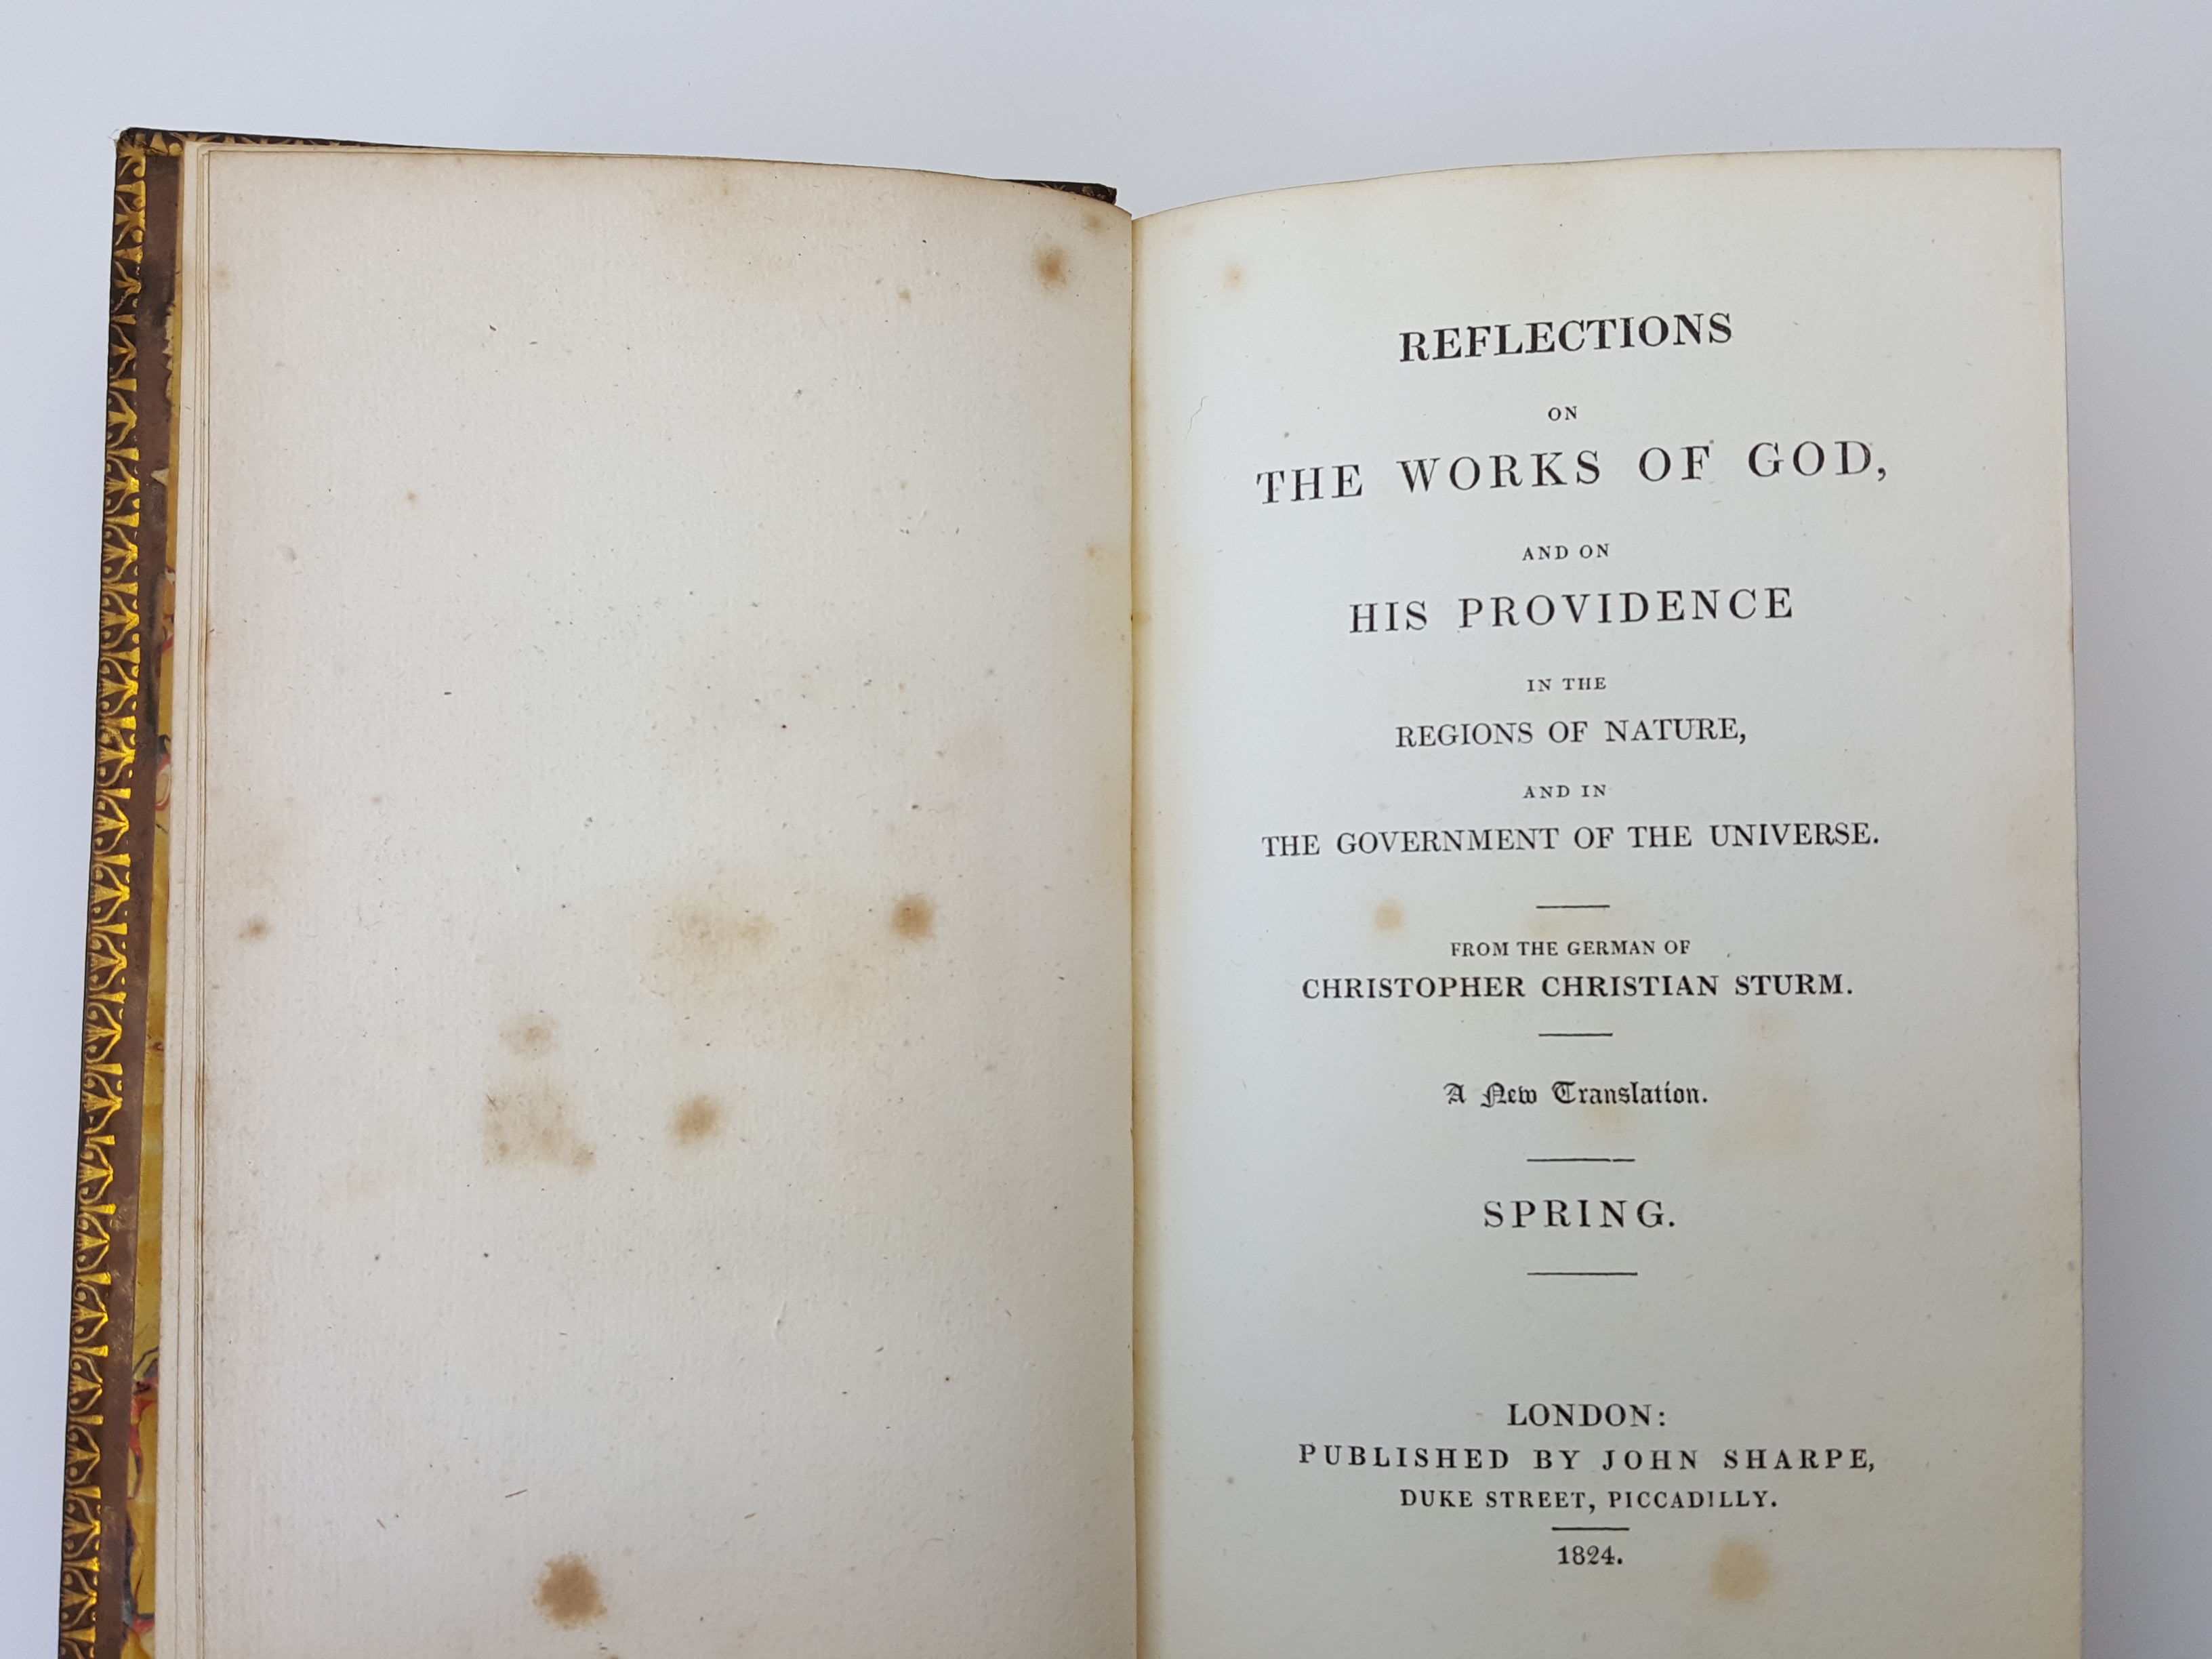 REFLECTIONS
ON
THE WORKS OF GOD,
AND ON
HIS PROVIDENCE
IN THE
REGIONS OF NATURE,
AND IN
THE GOVERNMENT OF THE UNIVERSE.
FROM THE GERMAN OF
CHRISTOPHER CHRISTIAN STURM.
A New Translation.
SPRING.
LONDON:
PUBLISHED BY JOHN SHARPE,
DUKE STREET, PICCADILLY.
1824.